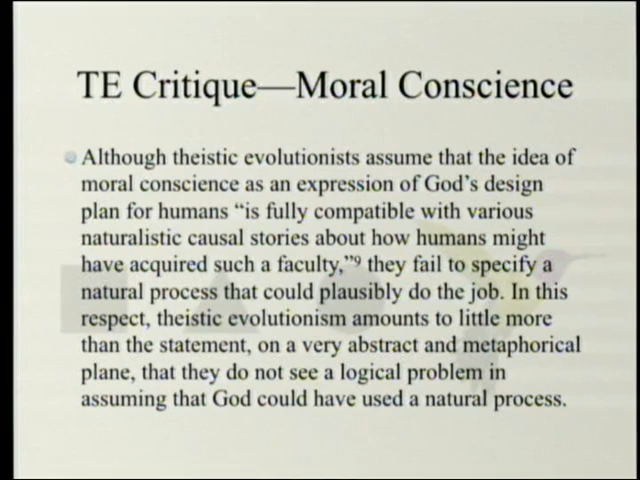 TE Critique—Moral Conscience
Although theistic evolutionists assume that the idea of
moral conscience as an expression of God's design
plan for humans “is fully compatible with various
naturalistic causal stories about how humans might
have acquired such a faculty,”⁹ they fail to specify a
natural process that could plausibly do the job. In this
respect, theistic evolutionism amounts to little more
than the statement, on a very abstract and metaphorical
plane, that they do not see a logical problem in
assuming that God could have used a natural process.